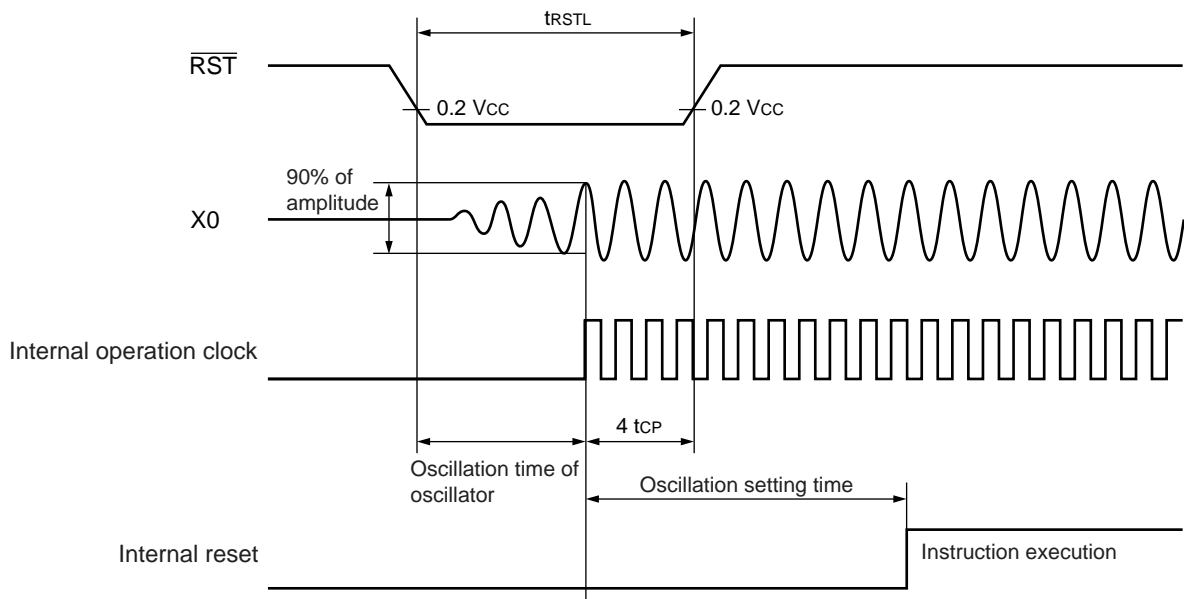 tRSTL
RST
0.2 VCC
0.2 VCC
90% of
amplitude
X0
Internal operation clock
4 tCP
Oscillation time of
oscillator
Oscillation setting time
Internal reset
Instruction execution